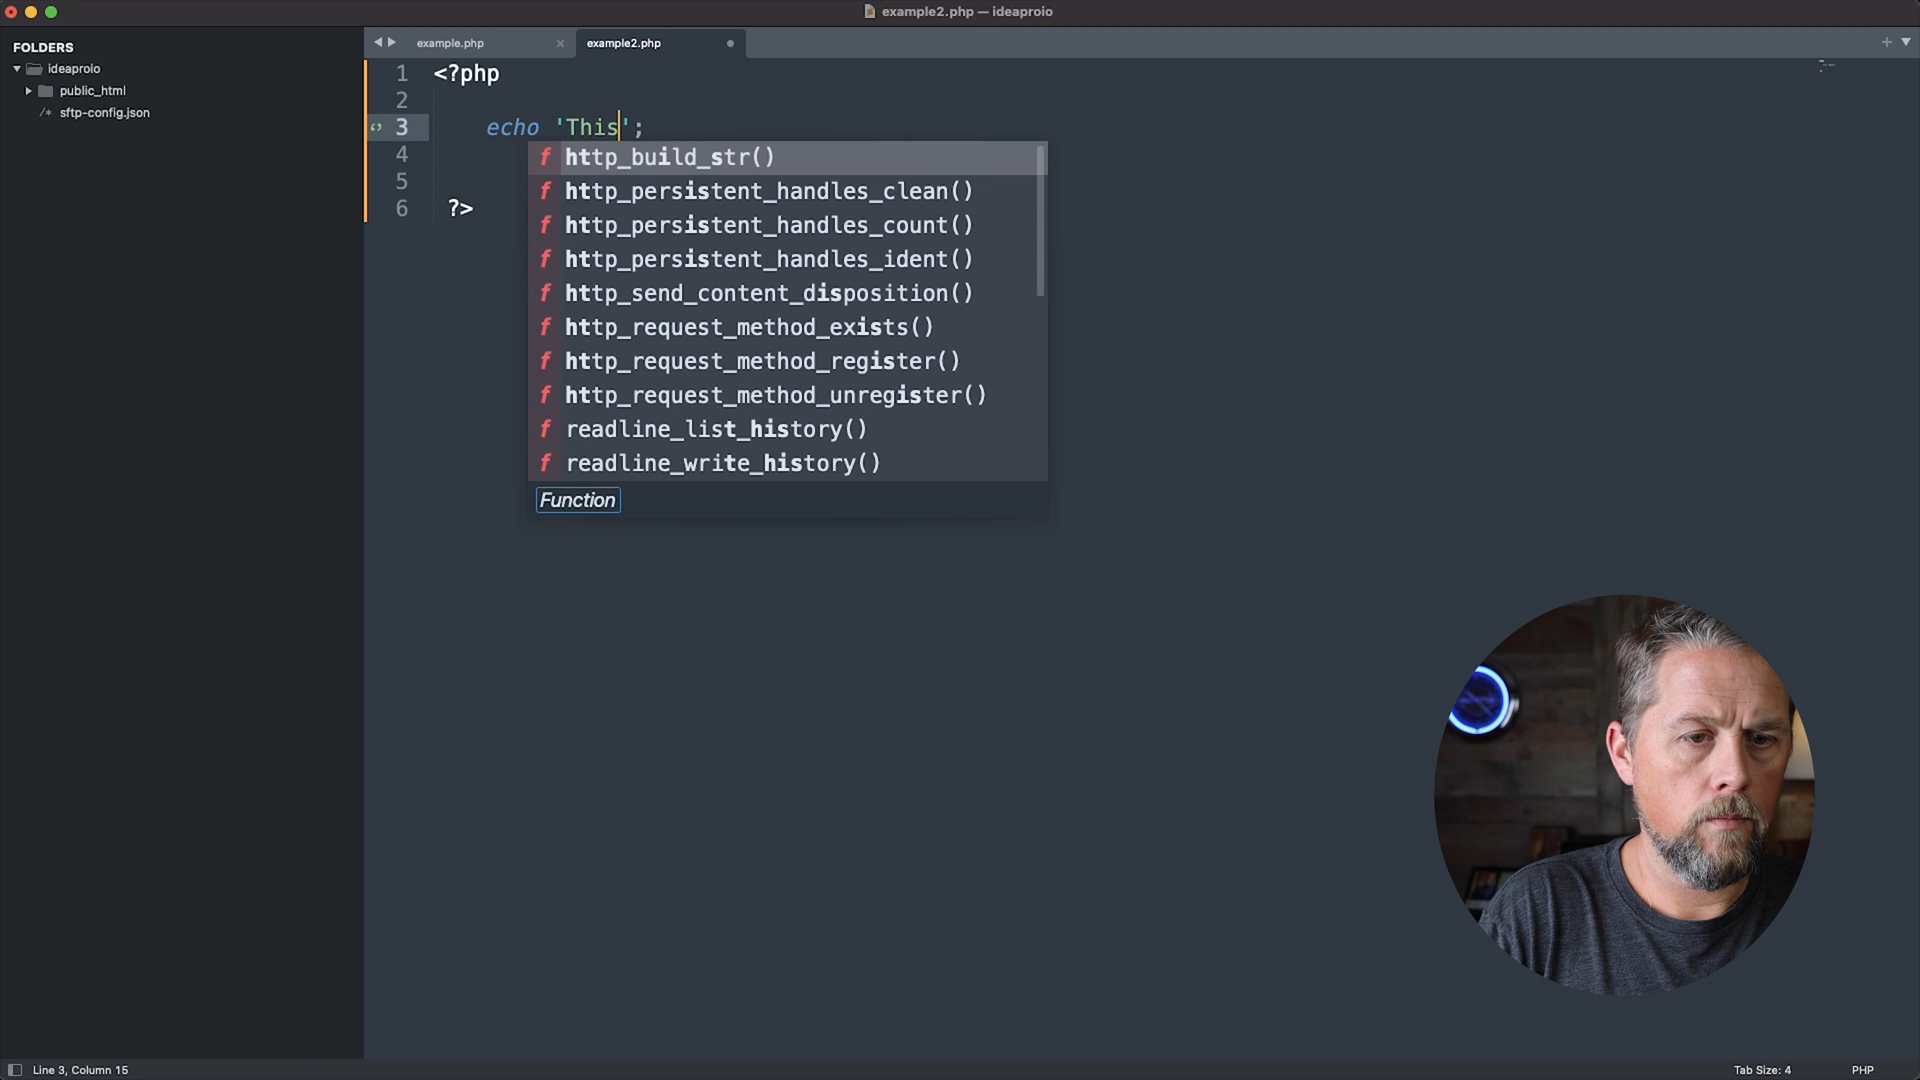 example2.php — ideaproio
FOLDERS
ideaproio
public_html
/* sftp-config.json
example.php
example2.php
1 <?php
2
3 echo 'This';
4
5
6 ?>
f http_build_str()
f http_persistent_handles_clean()
f http_persistent_handles_count()
f http_persistent_handles_ident()
f http_send_content_disposition()
f http_request_method_exists()
f http_request_method_register()
f http_request_method_unregister()
f readline_list_history()
f readline_write_history()
Function
Line 3, Column 15
Tab Size: 4
PHP